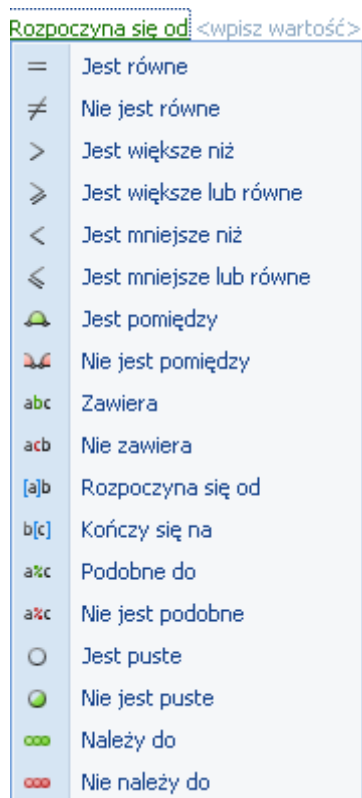 Rozpoczyna się od <wpisz wartość>
= Jest równe
≠ Nie jest równe
> Jest większe niż
⩾ Jest większe lub równe
< Jest mniejsze niż
⩽ Jest mniejsze lub równe
Jest pomiędzy
Nie jest pomiędzy
abc Zawiera
acb Nie zawiera
[a]b Rozpoczyna się od
b[c] Kończy się na
a%c Podobne do
a%c Nie jest podobne
Jest puste
Nie jest puste
Należy do
Nie należy do